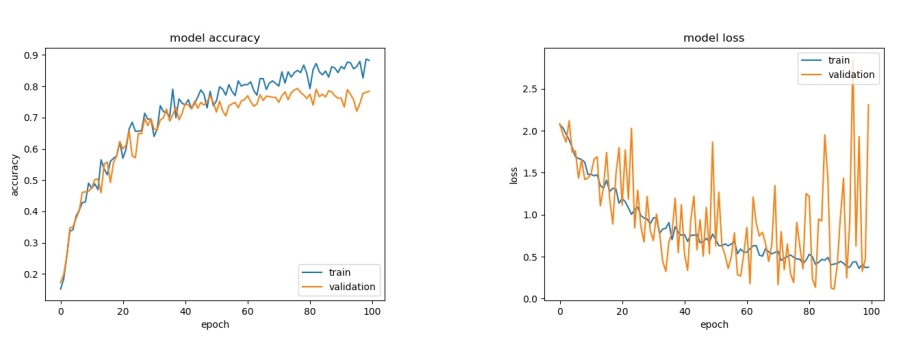 model accuracy
0.9
0.8
0.7
0.6
0.5
0.4
0.3
0.2
accuracy
0 20 40 60 80 100
epoch
train
validation
model loss
2.5
2.0
1.5
1.0
0.5
0.0
loss
0 20 40 60 80 100
epoch
train
validation